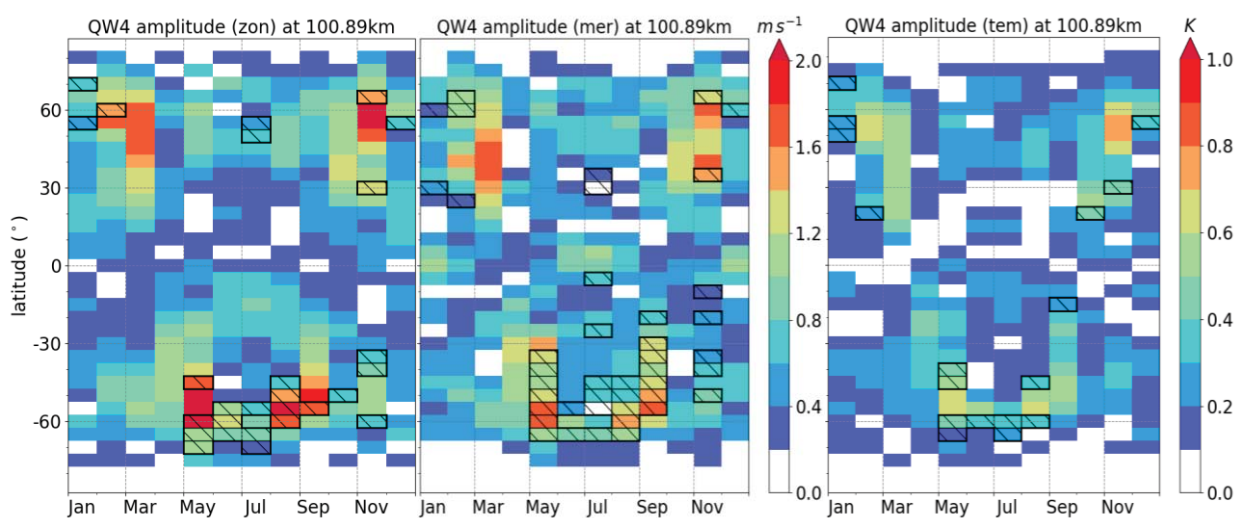 QW4 amplitude (zon) at 100.89km
QW4 amplitude (mer) at 100.89km
m s⁻¹
QW4 amplitude (tem) at 100.89km
K
latitude (°)
60
30
0
-30
-60
Jan Mar May Jul Sep Nov
Jan Mar May Jul Sep Nov
2.0
1.6
1.2
0.8
0.4
0.0
Jan Mar May Jul Sep Nov
1.0
0.8
0.6
0.4
0.2
0.0